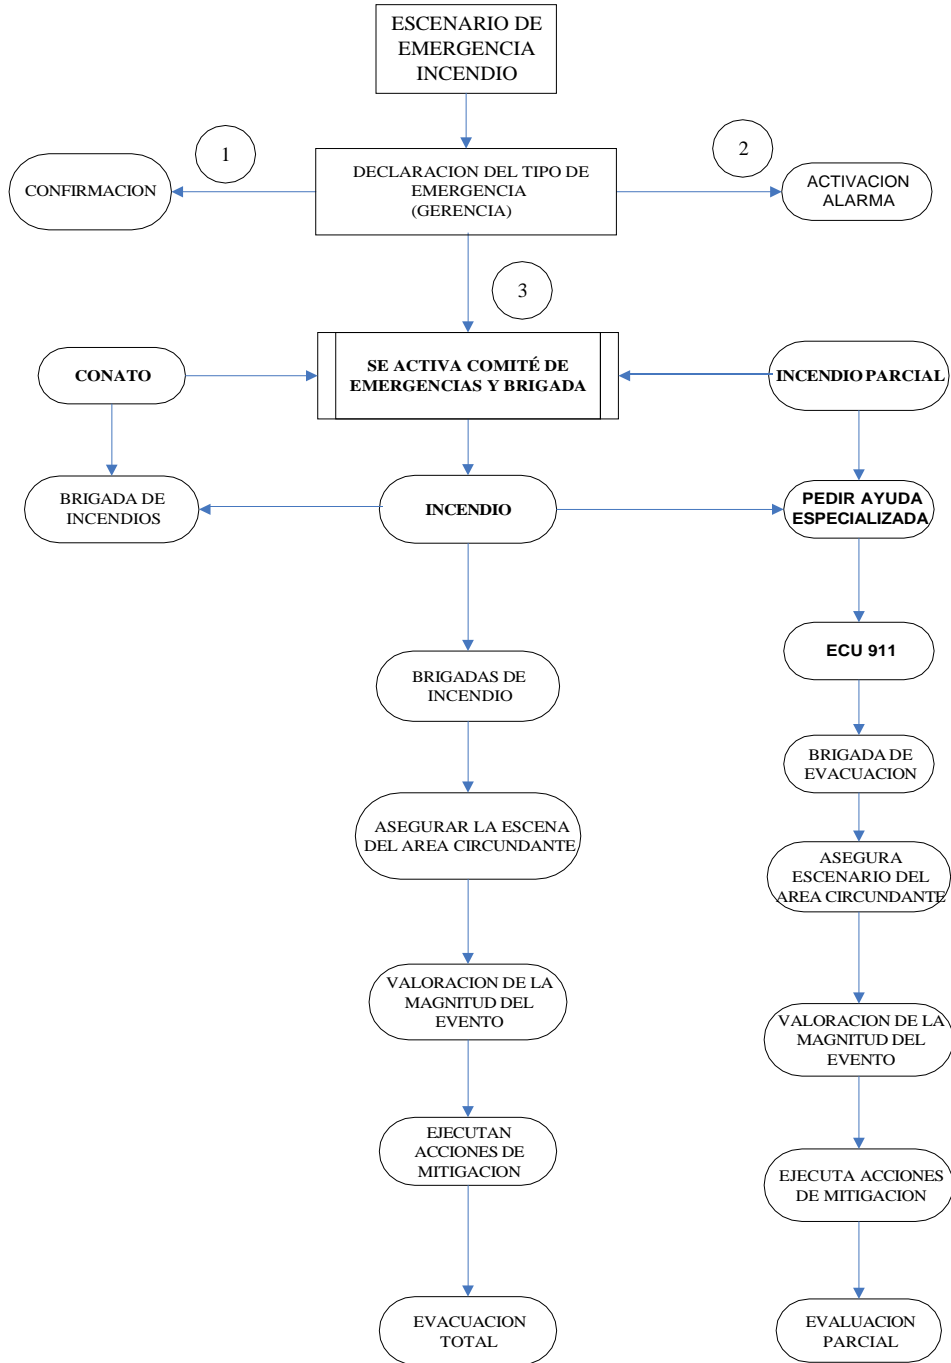 ESCENARIO DE
EMERGENCIA
INCENDIO
1
2
CONFIRMACION
DECLARACION DEL TIPO DE
EMERGENCIA
(GERENCIA)
ACTIVACION
ALARMA
3
CONATO
SE ACTIVA COMITÉ DE
EMERGENCIAS Y BRIGADA
INCENDIO PARCIAL
BRIGADA DE
INCENDIOS
INCENDIO
PEDIR AYUDA
ESPECIALIZADA
ECU 911
BRIGADAS DE
INCENDIO
BRIGADA DE
EVACUACION
ASEGURAR LA ESCENA
DEL AREA CIRCUNDANTE
ASEGURA
ESCENARIO DEL
AREA CIRCUNDANTE
VALORACION DE LA
MAGNITUD DEL
EVENTO
VALORACION DE LA
MAGNITUD DEL
EVENTO
EJECUTAN
ACCIONES DE
MITIGACION
EJECUTA ACCIONES
DE MITIGACION
EVACUACION
TOTAL
EVALUACION
PARCIAL